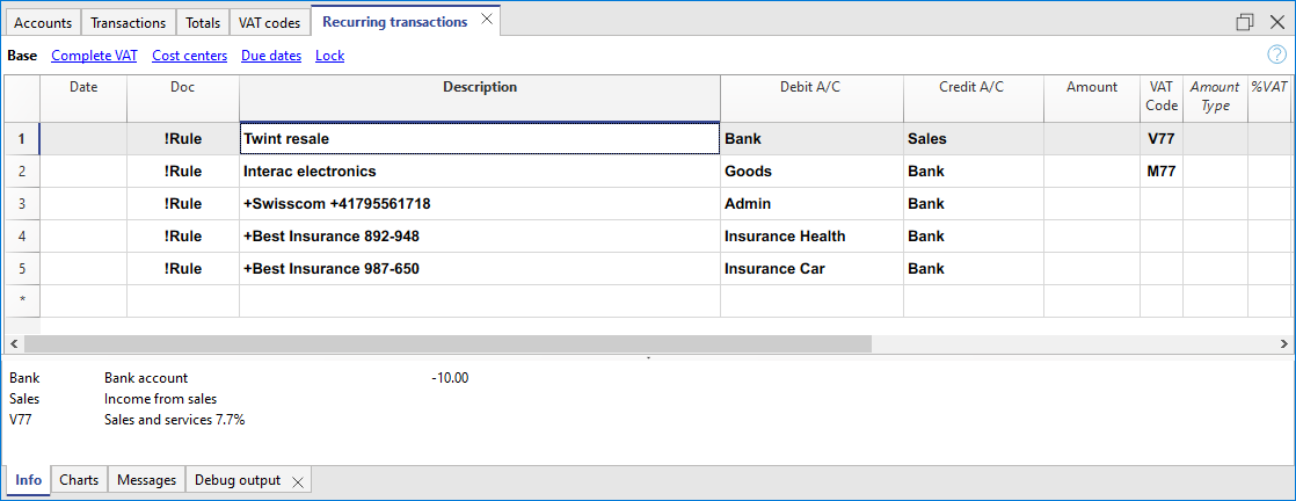 Accounts Transactions Totals VAT codes Recurring transactions
Base Complete VAT Cost centers Due dates Lock
Date Doc Description Debit A/C Credit A/C Amount VAT Code Amount Type %VAT
1 !Rule Twint resale Bank Sales V77
2 !Rule Interac electronics Goods Bank M77
3 !Rule +Swisscom +41795561718 Admin Bank
4 !Rule +Best Insurance 892-948 Insurance Health Bank
5 !Rule +Best Insurance 987-650 Insurance Car Bank
*
Bank Bank account -10.00
Sales Income from sales
V77 Sales and services 7.7%
Info Charts Messages Debug output